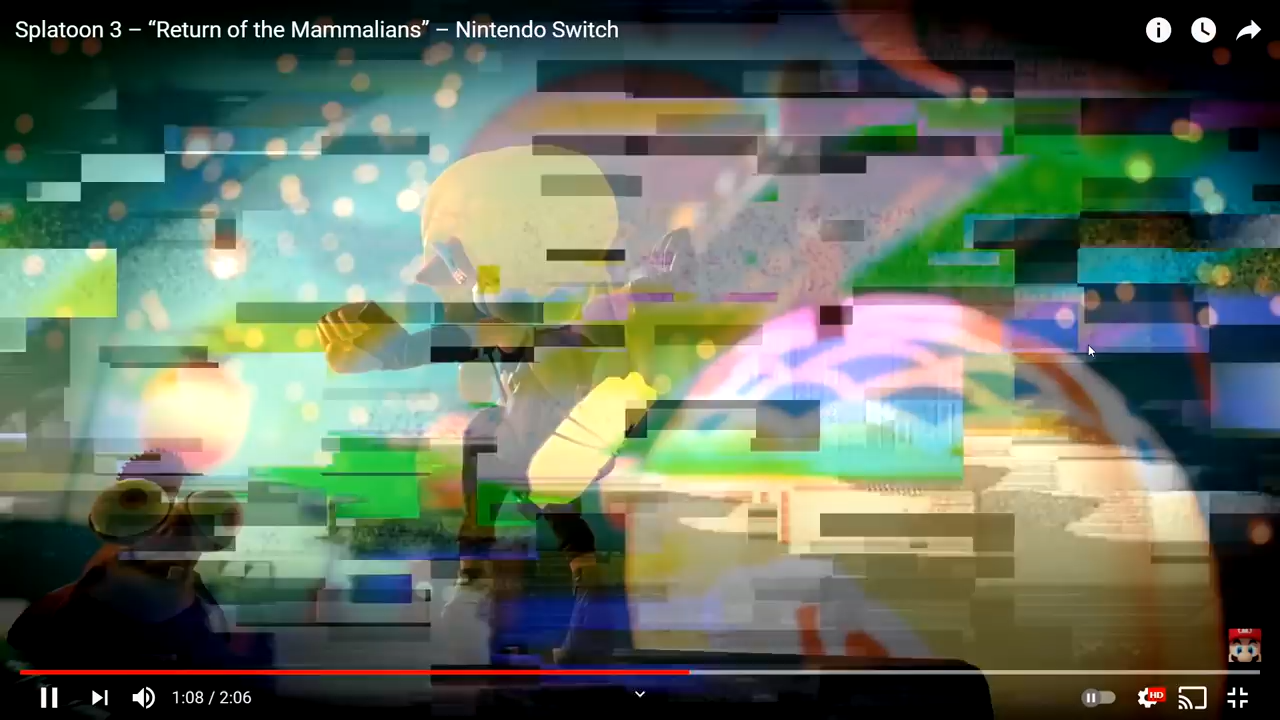 Splatoon 3 – “Return of the Mammalians” – Nintendo Switch
1:08 / 2:06
HD